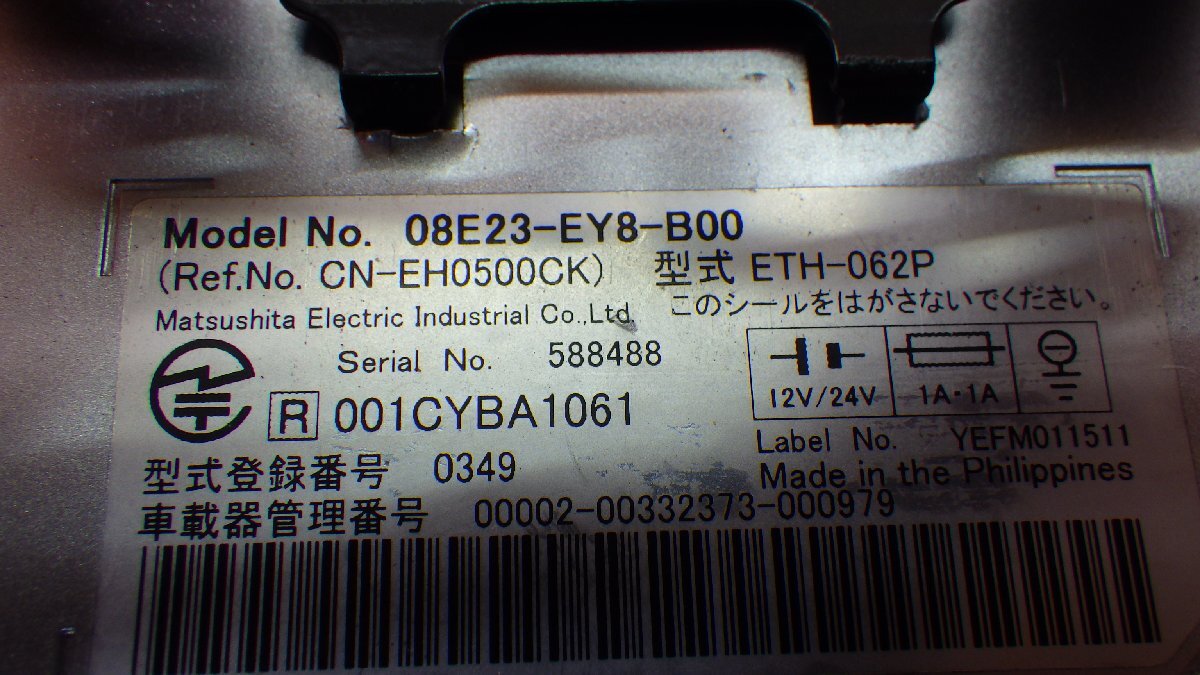 Model No. 08E23-EY8-B00
(Ref.No. CN-EH0500CK) 型式 ETH-062P
Matsushita Electric Industrial Co.,Ltd. このシールをはがさないでください。
Serial No. 588488
R 001CYBA1061
12V/24V 1A・1A
Label No. YEFM011511
型式登録番号 0349 Made in the Philippines
車載器管理番号 00002-00332373-000979